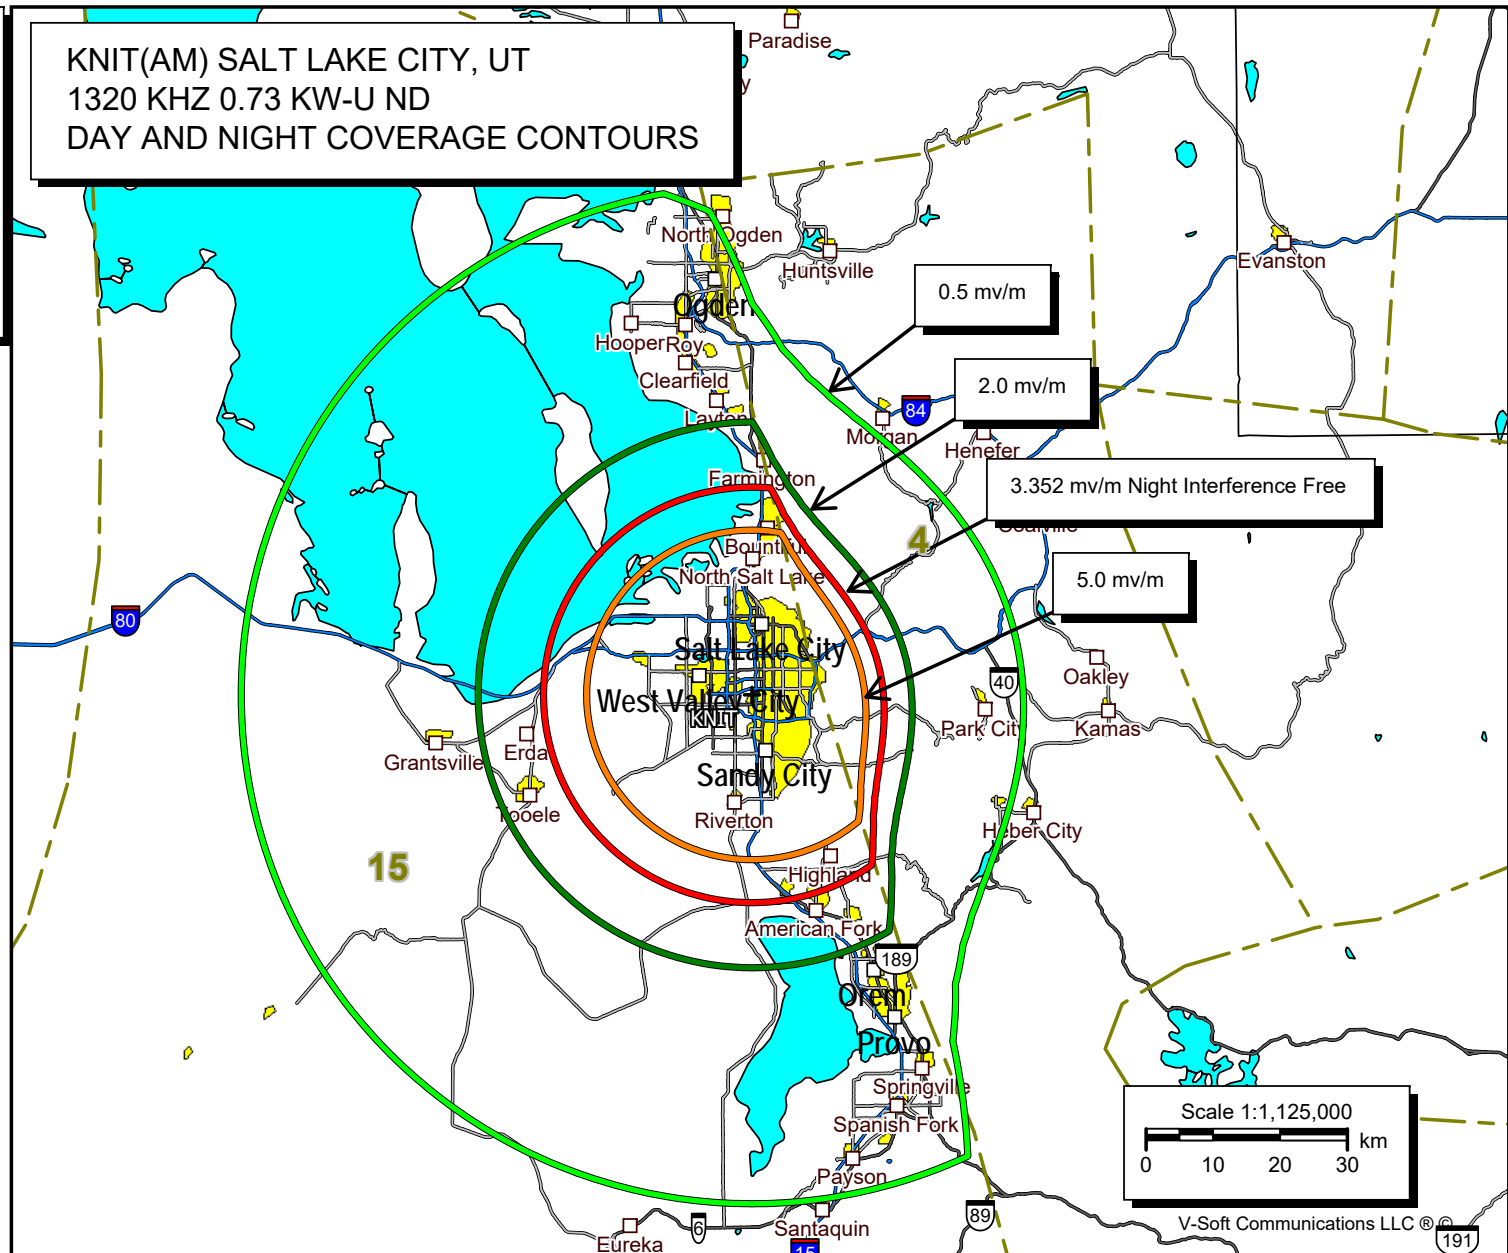 KNIT(AM) SALT LAKE CITY, UT
1320 KHZ 0.73 KW-U ND
DAY AND NIGHT COVERAGE CONTOURS
Paradise
y
North Ogden
Huntsville
Evanston
0.5 mv/m
Ogden
Hooper
Roy
Clearfield
2.0 mv/m
Layton
84
Morgan
Henefer
Farmington
3.352 mv/m Night Interference Free
Coalville
4
Bountiful
North Salt Lake
5.0 mv/m
80
Salt Lake City
Oakley
40
West Valley City
KNIT
Park City
Kamas
Erda
Grantsville
Sandy City
Tooele
Riverton
Heber City
15
Highland
American Fork
189
Orem
Provo
Springville
Spanish Fork
Scale 1:1,125,000
km
0 10 20 30
Payson
Santaquin
6
89
Eureka
15
V-Soft Communications LLC ® ©
191